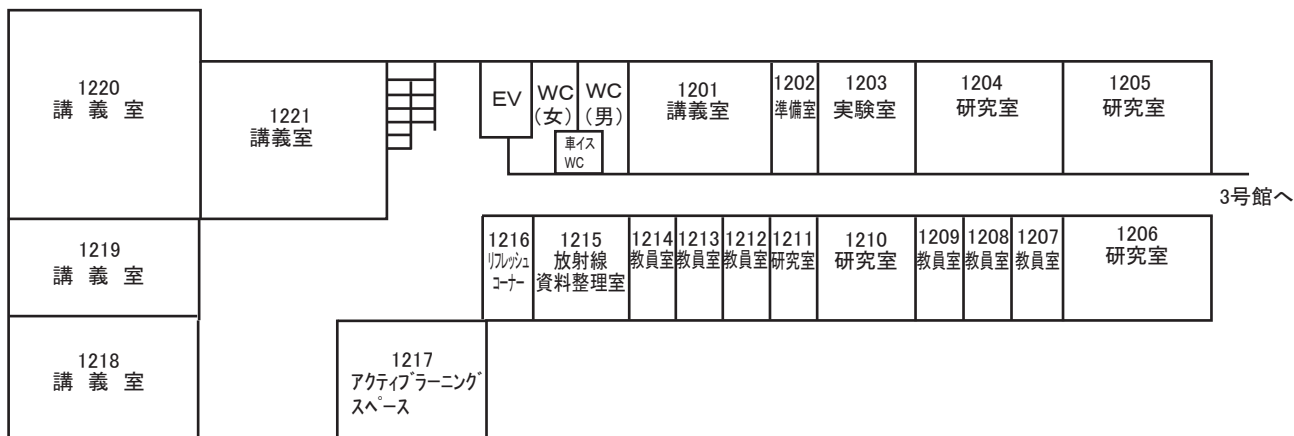 1220
講 義 室
1221
講義室
EV
WC
(女)
WC
(男)
車イス
WC
1201
講義室
1202
準備室
1203
実験室
1204
研究室
1205
研究室
3号館へ
1219
講 義 室
1216
リフレッシュ
コーナー
1215
放射線
資料整理室
1214
教員室
1213
教員室
1212
教員室
1211
研究室
1210
研究室
1209
教員室
1208
教員室
1207
教員室
1206
研究室
1218
講 義 室
1217
アクティブラーニング
スペース